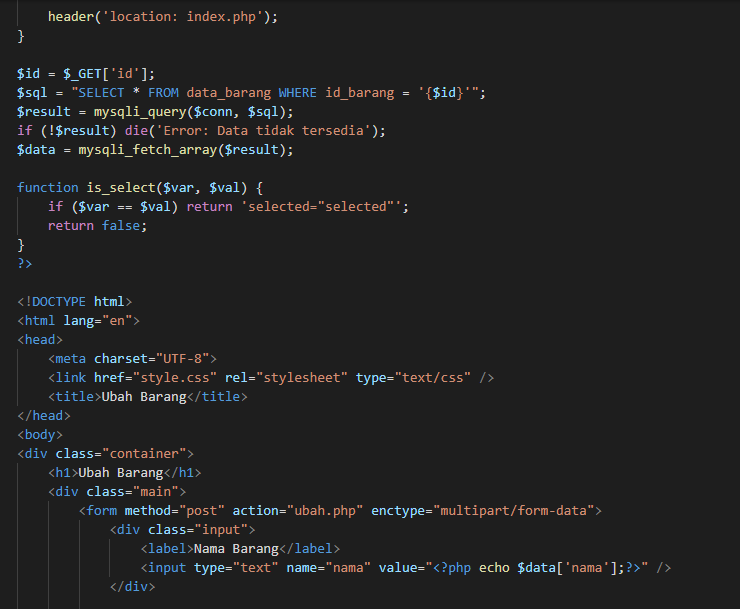 header('location: index.php');
}
$id = $_GET['id'];
$sql = "SELECT * FROM data_barang WHERE id_barang = '{$id}'";
$result = mysqli_query($conn, $sql);
if (!$result) die('Error: Data tidak tersedia');
$data = mysqli_fetch_array($result);
function is_select($var, $val) {
if ($var == $val) return 'selected="selected"';
return false;
}
?>
<!DOCTYPE html>
<html lang="en">
<head>
<meta charset="UTF-8">
<link href="style.css" rel="stylesheet" type="text/css" />
<title>Ubah Barang</title>
</head>
<body>
<div class="container">
<h1>Ubah Barang</h1>
<div class="main">
<form method="post" action="ubah.php" enctype="multipart/form-data">
<div class="input">
<label>Nama Barang</label>
<input type="text" name="nama" value="<?php echo $data['nama'];?>" />
</div>